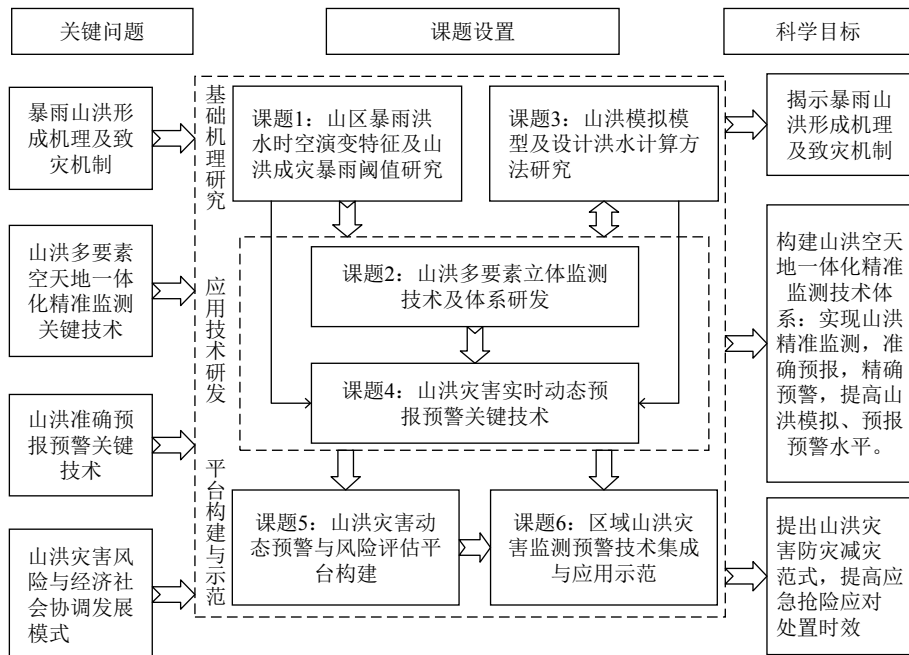 关键问题
课题设置
科学目标
暴雨山洪形
成机理及致
灾机制
山洪多要素
空天地一体
化精准监测
关键技术
山洪准确预
报预警关键
技术
山洪灾害风
险与经济社
会协调发展
模式
基础机理研究
应用技术研发
平台构建与示范
课题1：山区暴雨洪
水时空演变特征及山
洪成灾暴雨阈值研究
课题3：山洪模拟模
型及设计洪水计算方
法研究
课题2：山洪多要素立体监测
技术及体系研发
课题4：山洪灾害实时动态预
报预警关键技术
课题5：山洪灾害动
态预警与风险评估平
台构建
课题6：区域山洪灾
害监测预警技术集成
与应用示范
揭示暴雨山
洪形成机理
及致灾机制
构建山洪空天
地一体化精准
监测技术体
系：实现山洪
精准监测，准
确预报，精确
预警，提高山
洪模拟、预报
预警水平。
提出山洪灾
害防灾减灾
范式，提高应
急抢险应对
处置时效